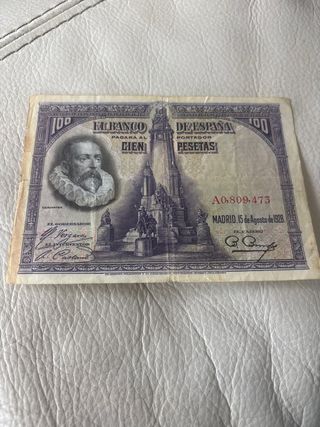 100 EL BANCO DE ESPAÑA 100
PAGARÁ AL PORTADOR
CIEN PESETAS
A0,809,473
MADRID, 15 de Agosto de 1928
CERVANTES
EL GOBERNADOR
EL INTERVENTOR
EL CAJERO